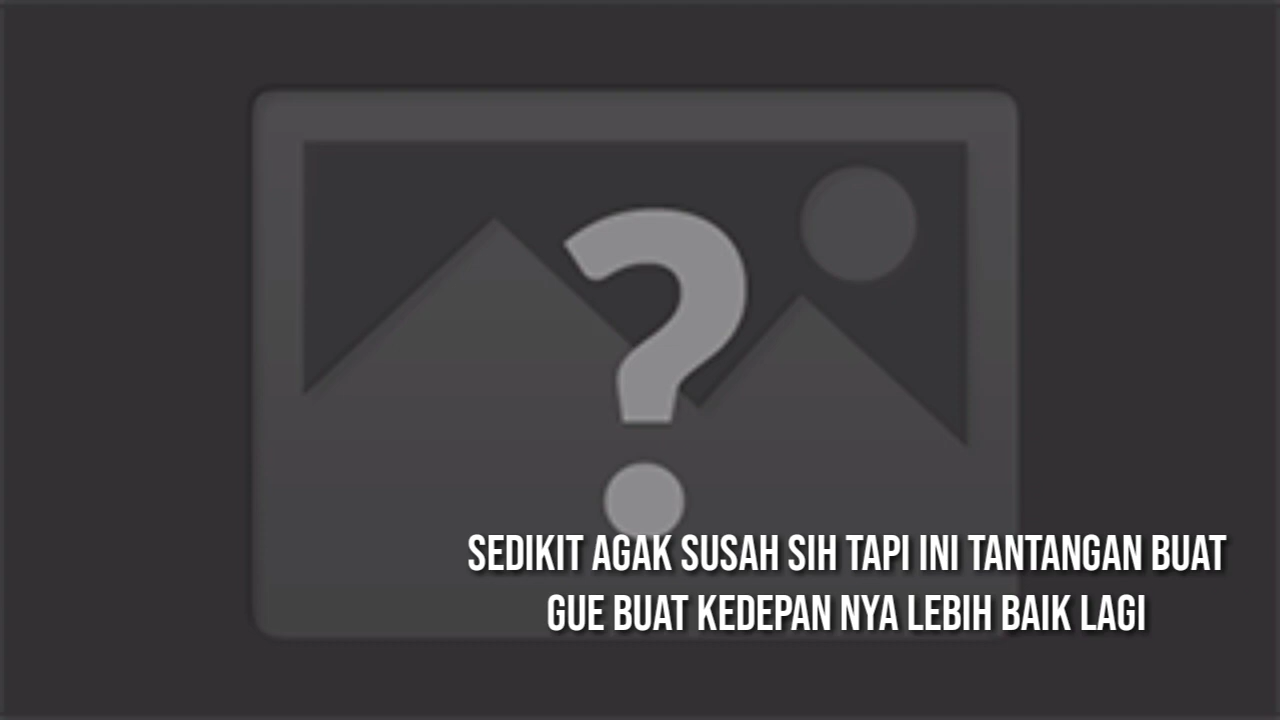 SEDIKIT AGAK SUSAH SIH TAPI INI TANTANGAN BUAT
GUE BUAT KEDEPAN NYA LEBIH BAIK LAGI